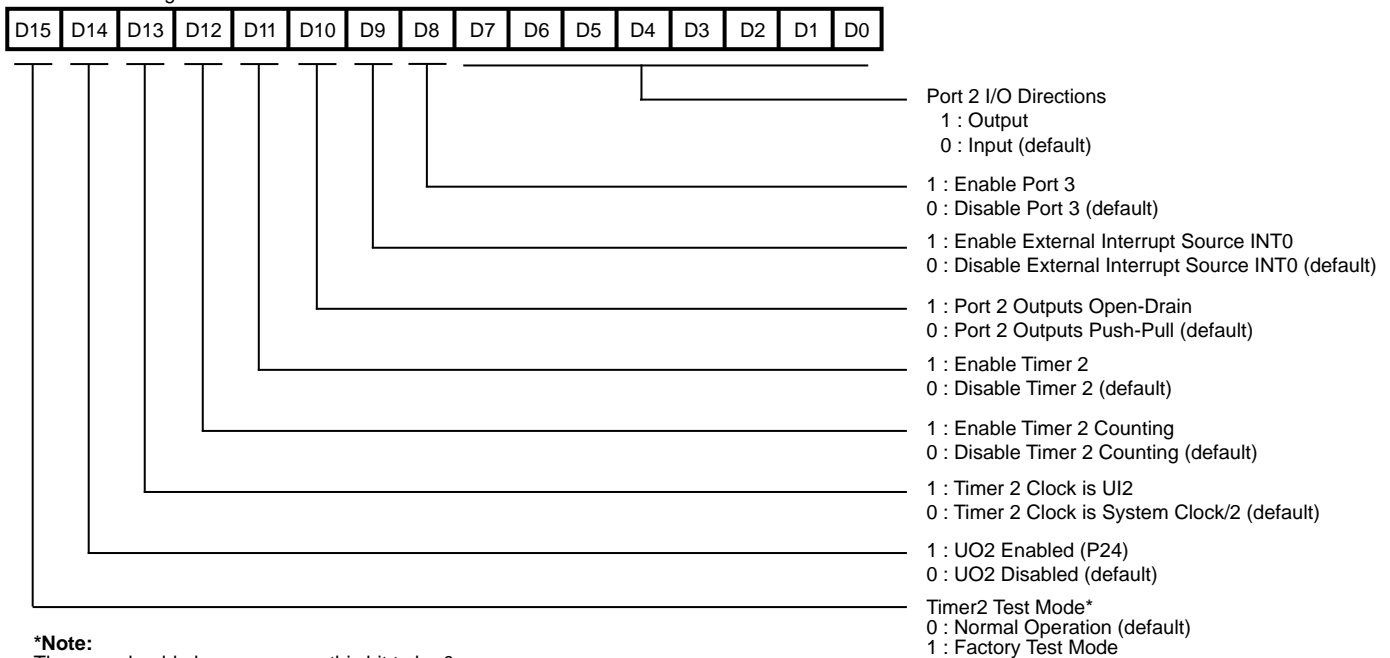 D15 D14 D13 D12 D11 D10 D9 D8 D7 D6 D5 D4 D3 D2 D1 D0
Port 2 I/O Directions
1 : Output
0 : Input (default)
1 : Enable Port 3
0 : Disable Port 3 (default)
1 : Enable External Interrupt Source INT0
0 : Disable External Interrupt Source INT0 (default)
1 : Port 2 Outputs Open-Drain
0 : Port 2 Outputs Push-Pull (default)
1 : Enable Timer 2
0 : Disable Timer 2 (default)
1 : Enable Timer 2 Counting
0 : Disable Timer 2 Counting (default)
1 : Timer 2 Clock is UI2
0 : Timer 2 Clock is System Clock/2 (default)
1 : UO2 Enabled (P24)
0 : UO2 Disabled (default)
Timer2 Test Mode*
0 : Normal Operation (default)
1 : Factory Test Mode
*Note: